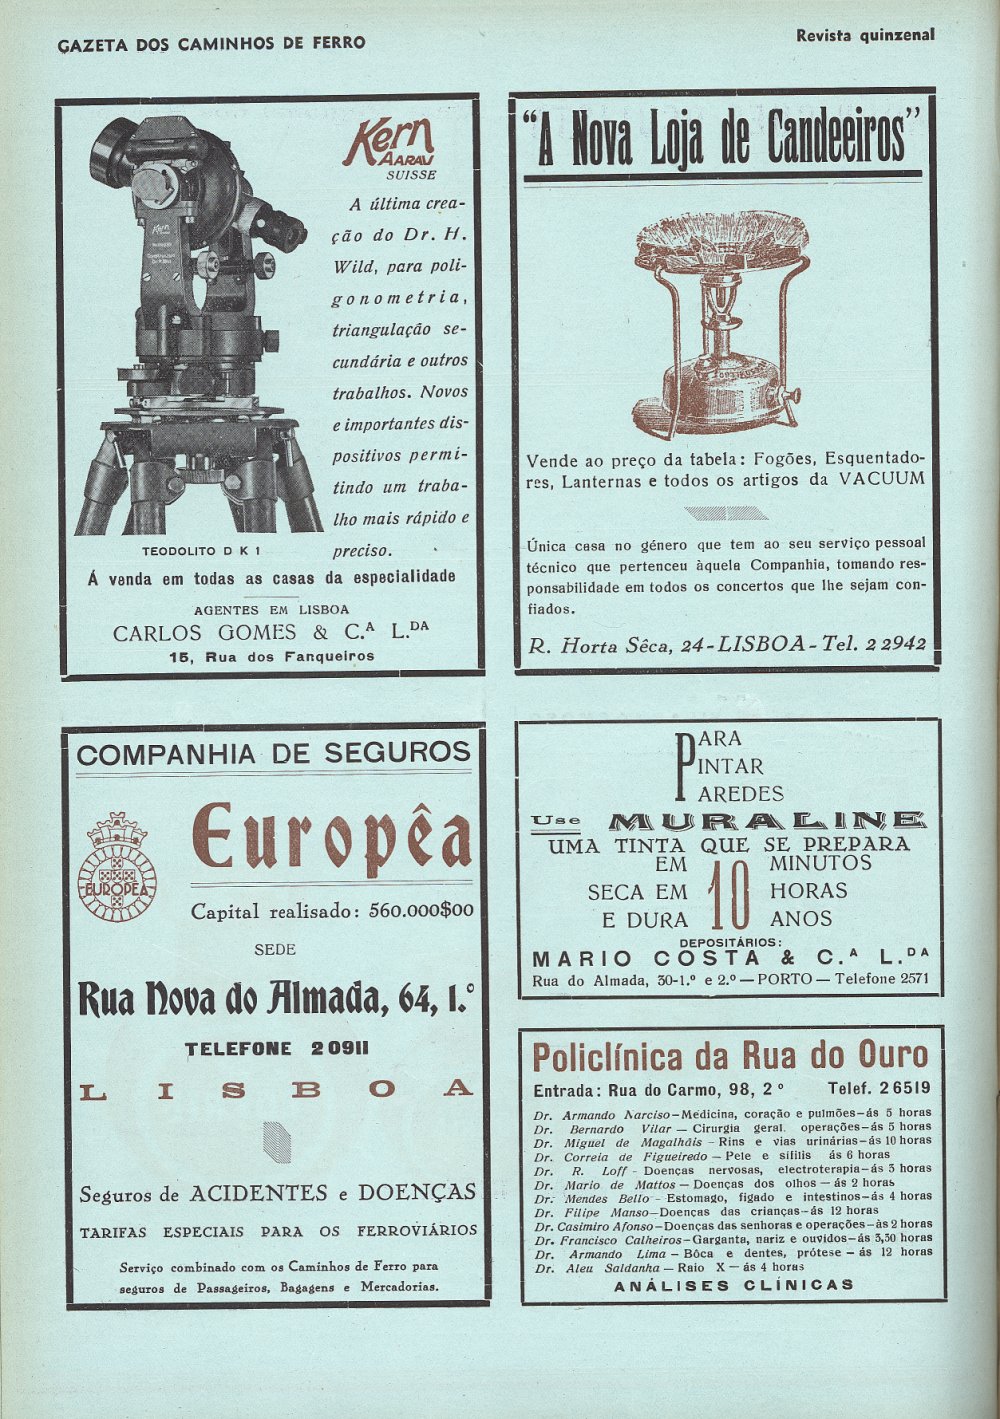 GAZETA DOS CAMINHOS DE FERRO
Revista quinzenal
Kern
AARAU
SUISSE
A última crea-
ção do Dr. H.
Wild, para poli-
gonometria,
triangulação se-
cundária e outros
trabalhos. Novos
e importantes dis-
positivos permi-
tindo um traba-
lho mais rápido e
preciso.
Kern
TEODOLITO D K 1
Á venda em todas as casas da especialidade
AGENTES EM LISBOA
CARLOS GOMES & C.A L.DA
15, Rua dos Fanqueiros
"A Nova Loja de Candeeiros"
Vende ao preço da tabela: Fogões, Esquentado-
res, Lanternas e todos os artigos da VACUUM
Única casa no género que tem ao seu serviço pessoal
técnico que pertenceu àquela Companhia, tomando res-
ponsabilidade em todos os concertos que lhe sejam con-
fiados.
R. Horta Sêca, 24-LISBOA-Tel. 2 2942
COMPANHIA DE SEGUROS
EUROPÊA
Europêa
Capital realisado: 560.000$00
SEDE
Rua Nova do Almada, 64, 1.º
TELEFONE 2 0911
LISBOA
Seguros de ACIDENTES e DOENÇAS
TARIFAS ESPECIAIS PARA OS FERROVIÁRIOS
Serviço combinado com os Caminhos de Ferro para
seguros de Passageiros, Bagagens e Mercadorias.
PARA
PINTAR
PAREDES
Use MURALINE
UMA TINTA QUE SE PREPARA
EM 10 MINUTOS
SECA EM HORAS
E DURA ANOS
DEPOSITÁRIOS:
MARIO COSTA & C.A L.DA
Rua do Almada, 30-1.º e 2.º — PORTO — Telefone 2571
Policlínica da Rua do Ouro
Entrada: Rua do Carmo, 98, 2 º Telef. 2 6519
Dr. Armando Narciso—Medicina, coração e pulmões—ás 5 horas
Dr. Bernardo Vilar — Cirurgia geral. operações—ás 5 horas
Dr. Miguel de Magalhãis - Rins e vias urinárias—ás 10 horas
Dr. Correia de Figueiredo — Pele e sífilis ás 6 horas
Dr. R. Loff - Doenças nervosas, electroterapia—ás 3 horas
Dr. Mario de Mattos — Doenças dos olhos — ás 2 horas
Dr. Mendes Bello - Estomago, figado e intestinos—ás 4 horas
Dr. Filipe Manso—Doenças das crianças—ás 12 horas
Dr. Casimiro Afonso—Doenças das senhoras e operações—às 2 horas
Dr. Francisco Calheiros—Garganta, nariz e ouvidos—ás 3,30 horas
Dr. Armando Lima — Bôca e dentes, prótese — ás 12 horas
Dr. Aleu Saldanha — Raio X — ás 4 horas
ANÁLISES CLÍNICAS